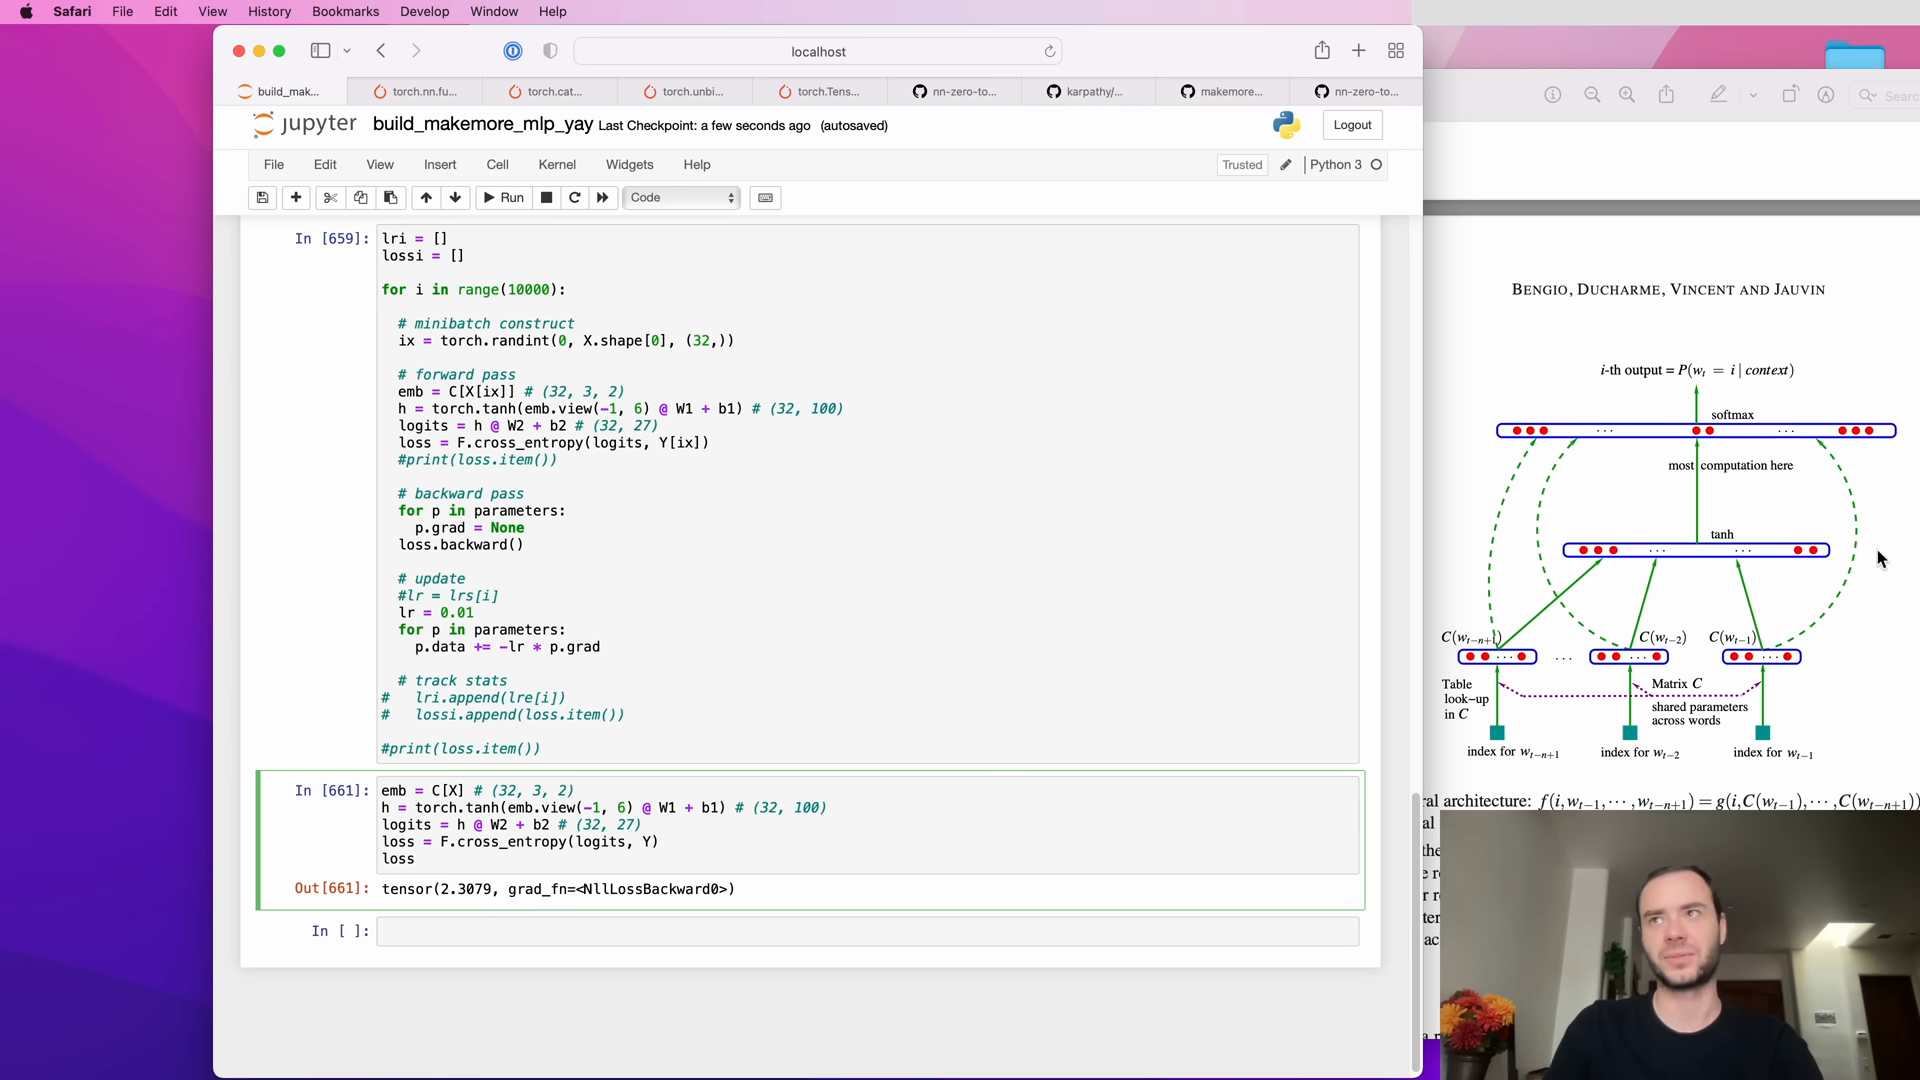 Safari File Edit View History Bookmarks Develop Window Help
localhost
build_mak... torch.nn.fu... torch.cat... torch.unbi... torch.Tens... nn-zero-to... karpathy/... makemore... nn-zero-to...
jupyter build_makemore_mlp_yay Last Checkpoint: a few seconds ago (autosaved) Logout
File Edit View Insert Cell Kernel Widgets Help Trusted Python 3
Run Code
In [659]: lri = []
lossi = []
for i in range(10000):
# minibatch construct
ix = torch.randint(0, X.shape[0], (32,))
# forward pass
emb = C[X[ix]] # (32, 3, 2)
h = torch.tanh(emb.view(-1, 6) @ W1 + b1) # (32, 100)
logits = h @ W2 + b2 # (32, 27)
loss = F.cross_entropy(logits, Y[ix])
#print(loss.item())
# backward pass
for p in parameters:
p.grad = None
loss.backward()
# update
#lr = lrs[i]
lr = 0.01
for p in parameters:
p.data += -lr * p.grad
# track stats
# lri.append(lre[i])
# lossi.append(loss.item())
#print(loss.item())
In [661]: emb = C[X] # (32, 3, 2)
h = torch.tanh(emb.view(-1, 6) @ W1 + b1) # (32, 100)
logits = h @ W2 + b2 # (32, 27)
loss = F.cross_entropy(logits, Y)
loss
Out[661]: tensor(2.3079, grad_fn=<NllLossBackward0>)
In [ ]:
Search
BENGIO, DUCHARME, VINCENT AND JAUVIN
i-th output = P(w_t = i | context)
softmax
. . . . . .
most computation here
tanh
. . . . . .
C(w_{t−n+1}) C(w_{t−2}) C(w_{t−1})
. . . . . . . . . . . .
Table
look−up
in C
Matrix C
shared parameters
across words
index for w_{t−n+1} index for w_{t−2} index for w_{t−1}
ral architecture: f(i,w_{t−1},··· ,w_{t−n+1}) = g(i,C(w_{t−1}),··· ,C(w_{t−n+1}))
al
the